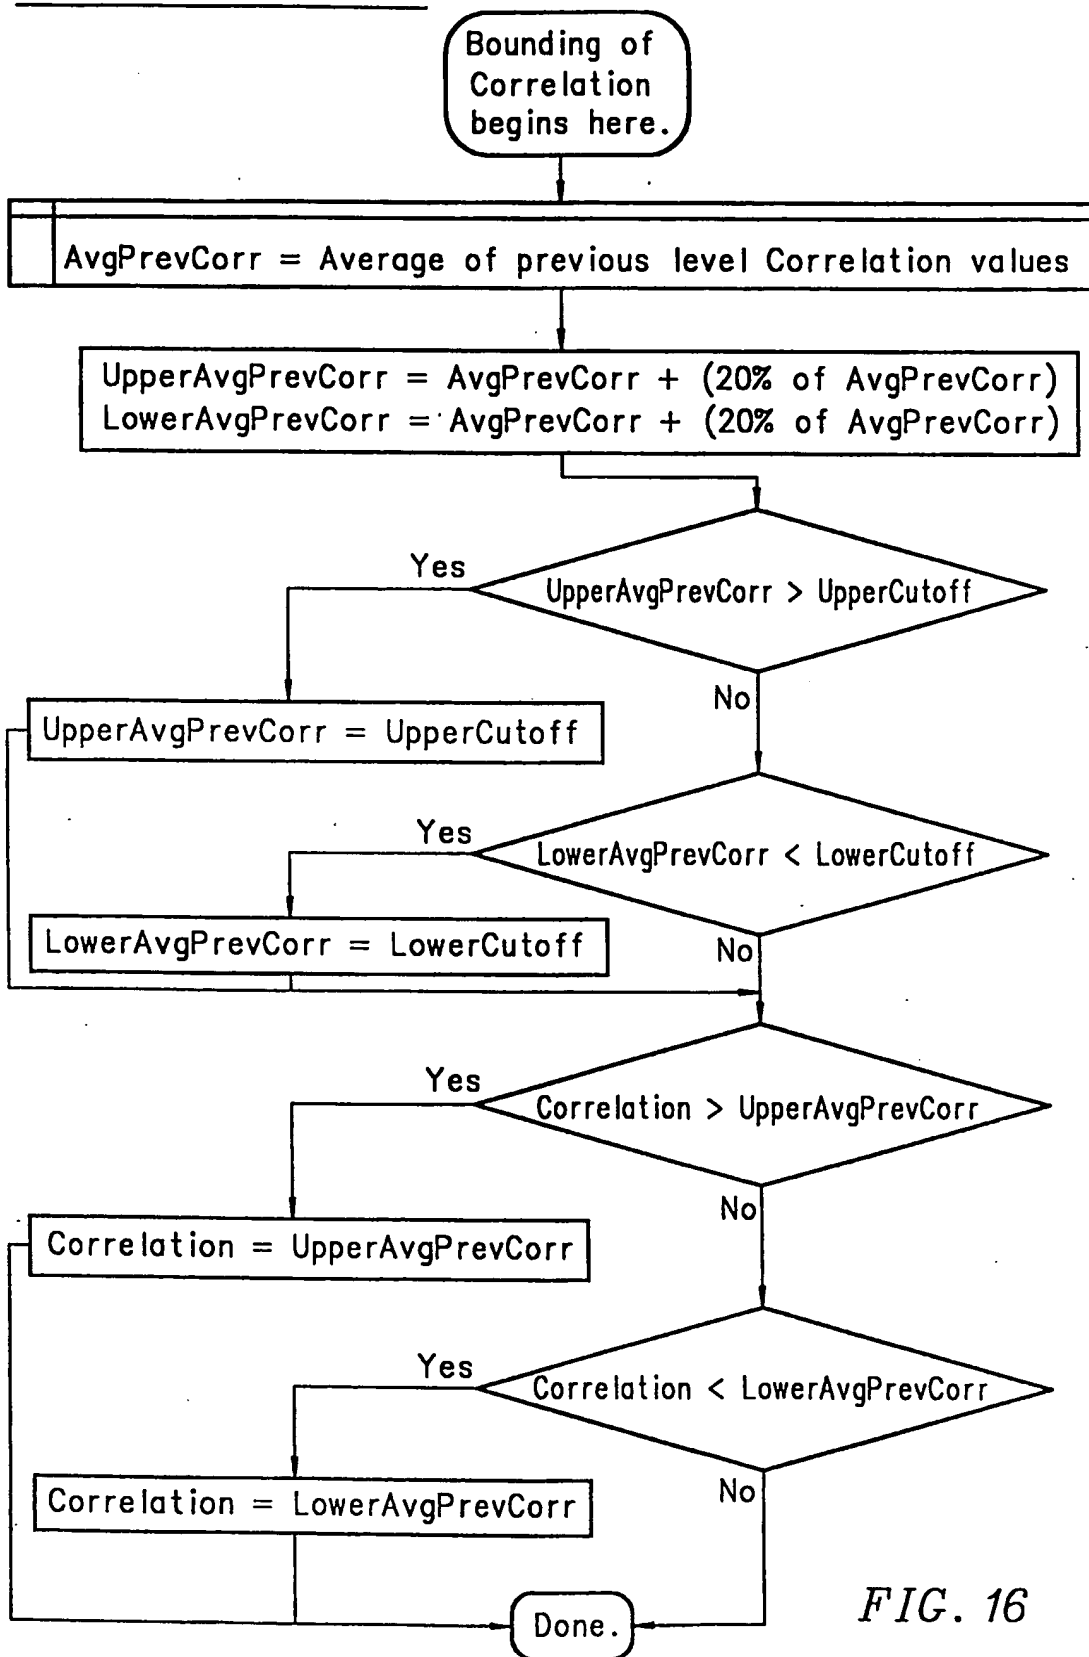 Bounding of
Correlation
begins here.
AvgPrevCorr = Average of previous level Correlation values
UpperAvgPrevCorr = AvgPrevCorr + (20% of AvgPrevCorr)
LowerAvgPrevCorr = AvgPrevCorr + (20% of AvgPrevCorr)
Yes
UpperAvgPrevCorr > UpperCutoff
No
UpperAvgPrevCorr = UpperCutoff
Yes
LowerAvgPrevCorr < LowerCutoff
LowerAvgPrevCorr = LowerCutoff
No
Yes
Correlation > UpperAvgPrevCorr
No
Correlation = UpperAvgPrevCorr
Yes
Correlation < LowerAvgPrevCorr
Correlation = LowerAvgPrevCorr
No
Done.
FIG. 16